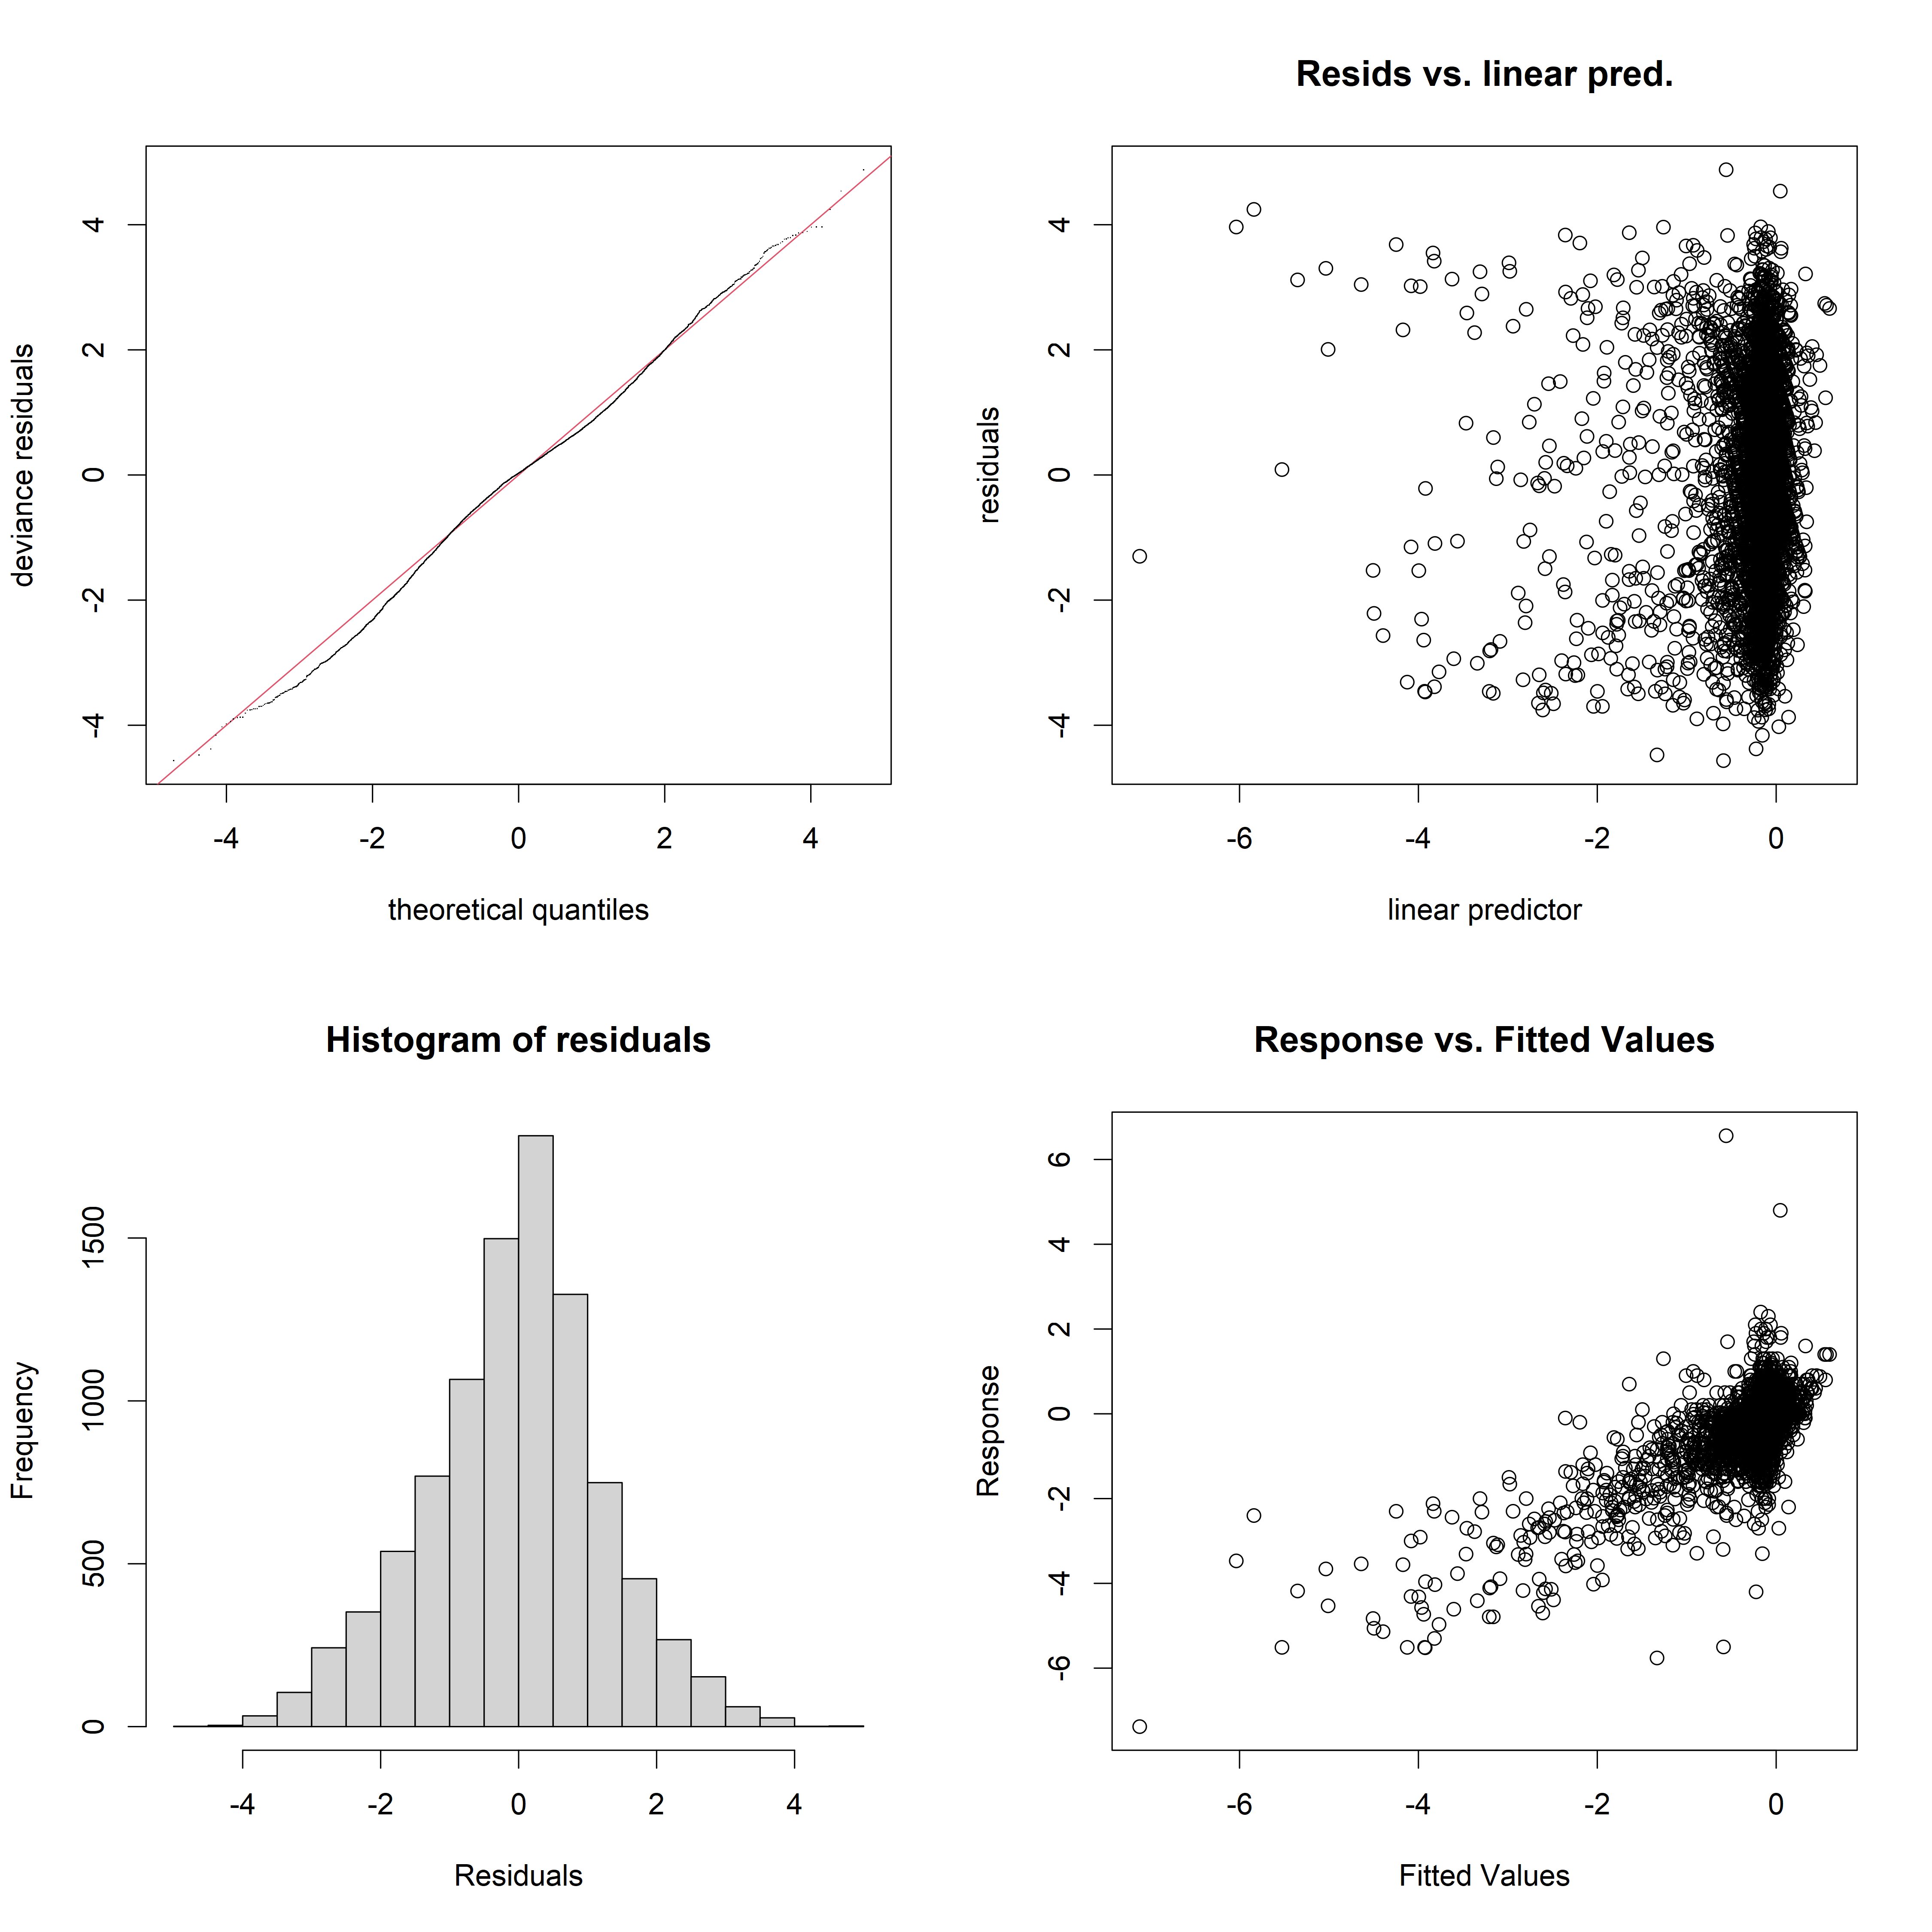 deviance residuals
4
2
0
-2
-4
-4 -2 0 2 4
theoretical quantiles
Resids vs. linear pred.
residuals
4
2
0
-2
-4
-6 -4 -2 0
linear predictor
Histogram of residuals
Frequency
1500
1000
500
0
-4 -2 0 2 4
Residuals
Response vs. Fitted Values
Response
6
4
2
0
-2
-4
-6
-6 -4 -2 0
Fitted Values